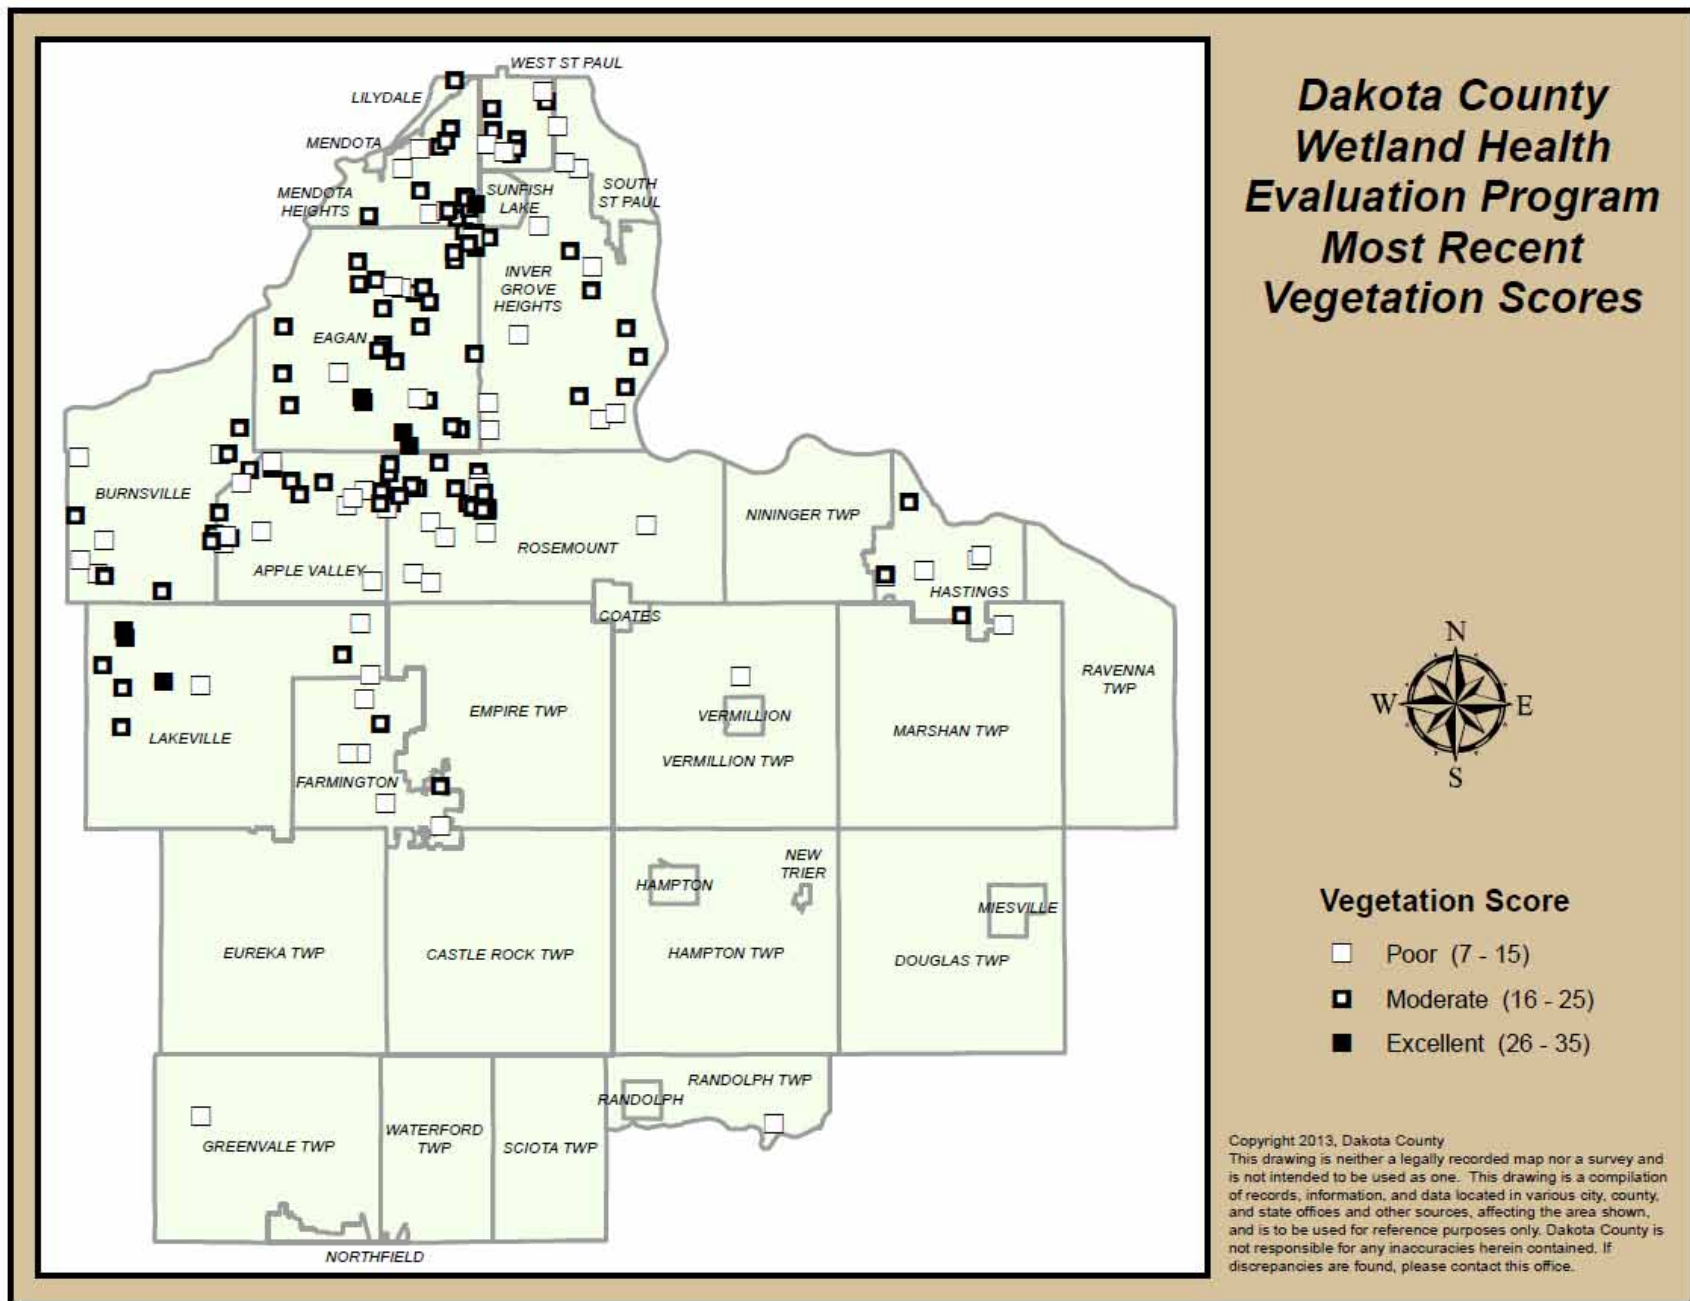 Dakota County
Wetland Health
Evaluation Program
Most Recent
Vegetation Scores
WEST ST PAUL
LILYDALE
MENDOTA
MENDOTA
HEIGHTS
SUNFISH
LAKE
SOUTH
ST PAUL
INVER
GROVE
HEIGHTS
EAGAN
BURNSVILLE
NININGER TWP
ROSEMOUNT
APPLE VALLEY
HASTINGS
COATES
RAVENNA
TWP
EMPIRE TWP
VERMILLION
MARSHAN TWP
LAKEVILLE
VERMILLION TWP
FARMINGTON
NEW
TRIER
HAMPTON
MIESVILLE
EUREKA TWP
CASTLE ROCK TWP
HAMPTON TWP
DOUGLAS TWP
RANDOLPH TWP
RANDOLPH
WATERFORD
TWP
GREENVALE TWP
SCIOTA TWP
NORTHFIELD
N
W
E
S
Vegetation Score
Poor (7 - 15)
Moderate (16 - 25)
Excellent (26 - 35)
Copyright 2013, Dakota County
This drawing is neither a legally recorded map nor a survey and
is not intended to be used as one. This drawing is a compilation
of records, information, and data located in various city, county,
and state offices and other sources, affecting the area shown,
and is to be used for reference purposes only. Dakota County is
not responsible for any inaccuracies herein contained. If
discrepancies are found, please contact this office.